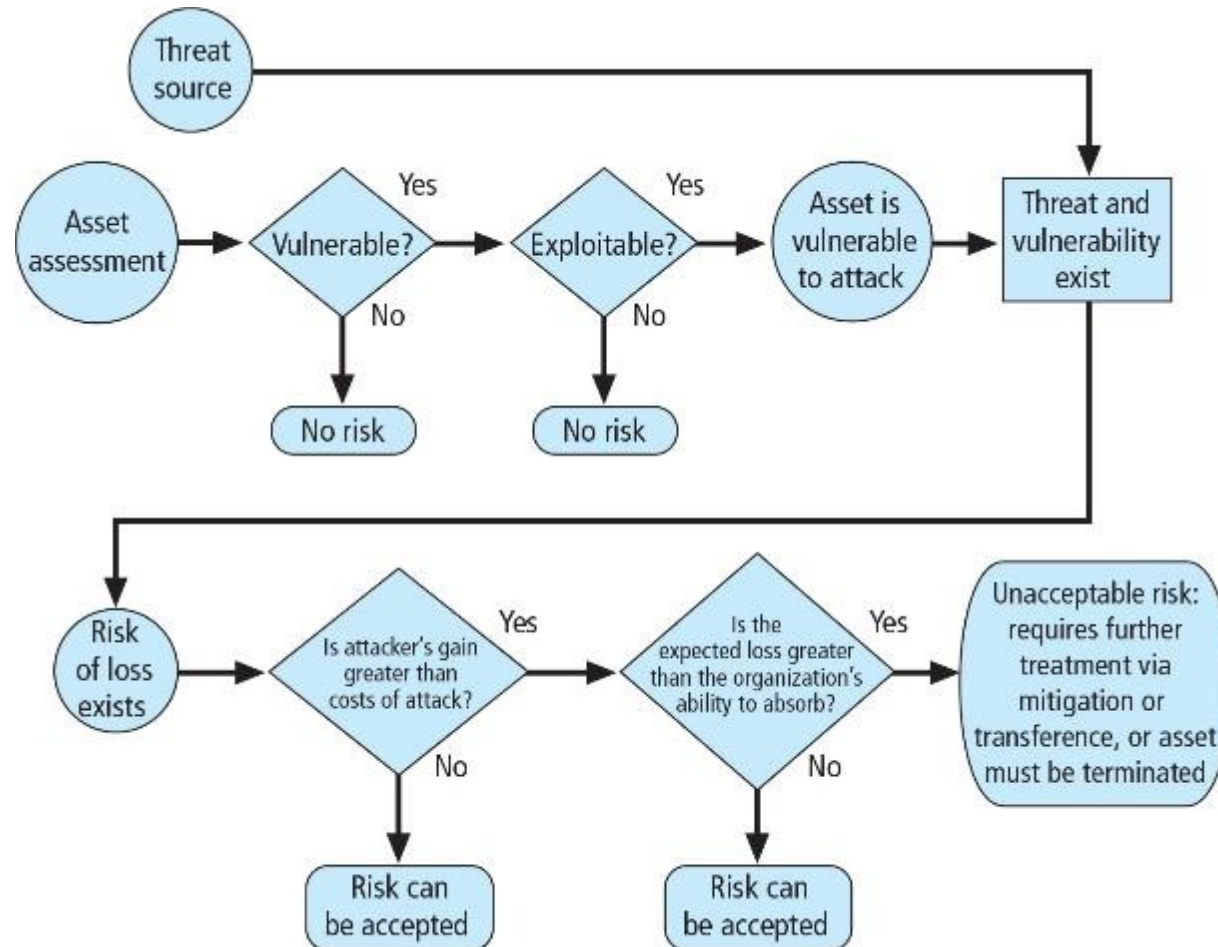 Threat
source
Asset
assessment
Vulnerable?
Yes
No
No risk
Exploitable?
Yes
No
No risk
Asset is
vulnerable
to attack
Threat and
vulnerability
exist
Risk
of loss
exists
Is attacker's gain
greater than
costs of attack?
Yes
No
Risk can
be accepted
Is the
expected loss greater
than the organization's
ability to absorb?
Yes
No
Risk can
be accepted
Unacceptable risk:
requires further
treatment via
mitigation or
transference, or asset
must be terminated